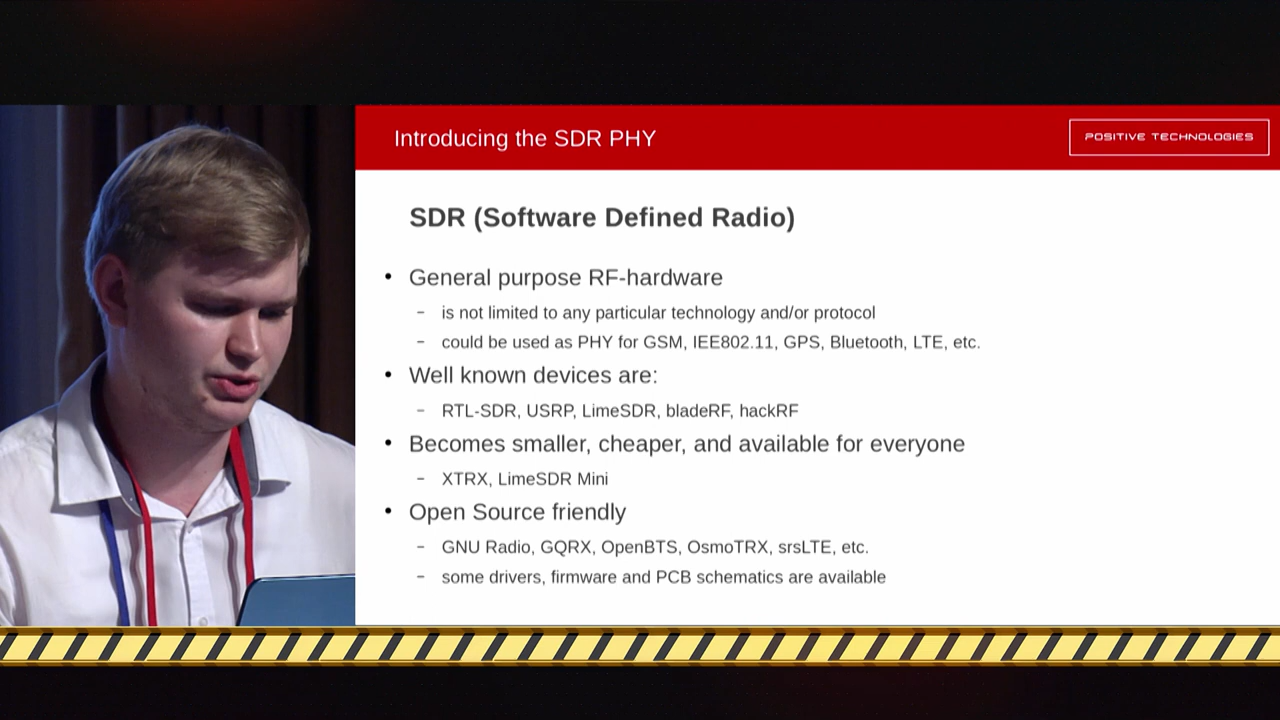 Introducing the SDR PHY
POSITIVE TECHNOLOGIES
SDR (Software Defined Radio)
• General purpose RF-hardware
– is not limited to any particular technology and/or protocol
– could be used as PHY for GSM, IEE802.11, GPS, Bluetooth, LTE, etc.
• Well known devices are:
– RTL-SDR, USRP, LimeSDR, bladeRF, hackRF
• Becomes smaller, cheaper, and available for everyone
– XTRX, LimeSDR Mini
• Open Source friendly
– GNU Radio, GQRX, OpenBTS, OsmoTRX, srsLTE, etc.
– some drivers, firmware and PCB schematics are available